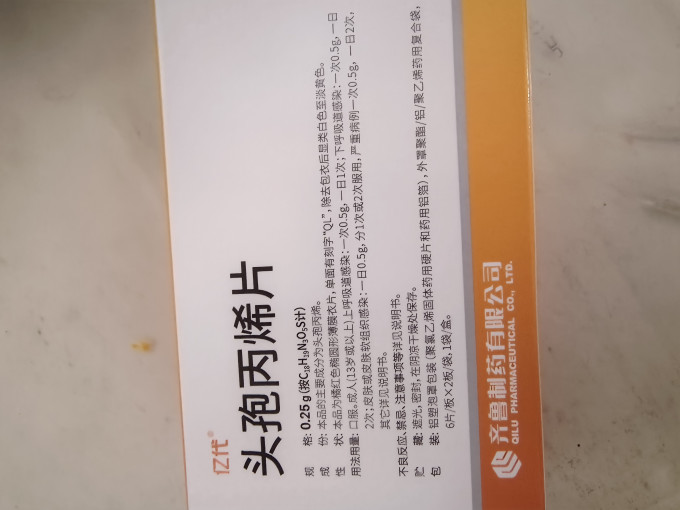 亿代®
头孢丙烯片
规 格: 0.25 g (按C₁₈H₁₉N₃O₅S计)
成 份: 本品的主要成分为头孢丙烯。
性 状: 本品为橘红色椭圆形薄膜衣片, 单面有刻字“QL”, 除去包衣后显类白色至淡黄色。
用法用量: 口服。成人(13岁或以上)上呼吸道感染: 一次0.5g, 一日1次; 下呼吸道感染: 一次0.5g, 一日
2次; 皮肤或皮肤软组织感染: 一日0.5g, 分1次或2次服用, 严重病例一次0.5g, 一日2次,
其它详见说明书。
不良反应、禁忌、注意事项等详见说明书。
贮 藏: 遮光, 密封, 在阴凉干燥处保存。
包 装: 铝塑泡罩包装 (聚氯乙烯固体药用硬片和药用铝箔), 外罩聚酯/铝/聚乙烯药用复合袋,
6片/板×2板/袋, 1袋/盒。
齐鲁制药有限公司
QILU PHARMACEUTICAL CO., LTD.